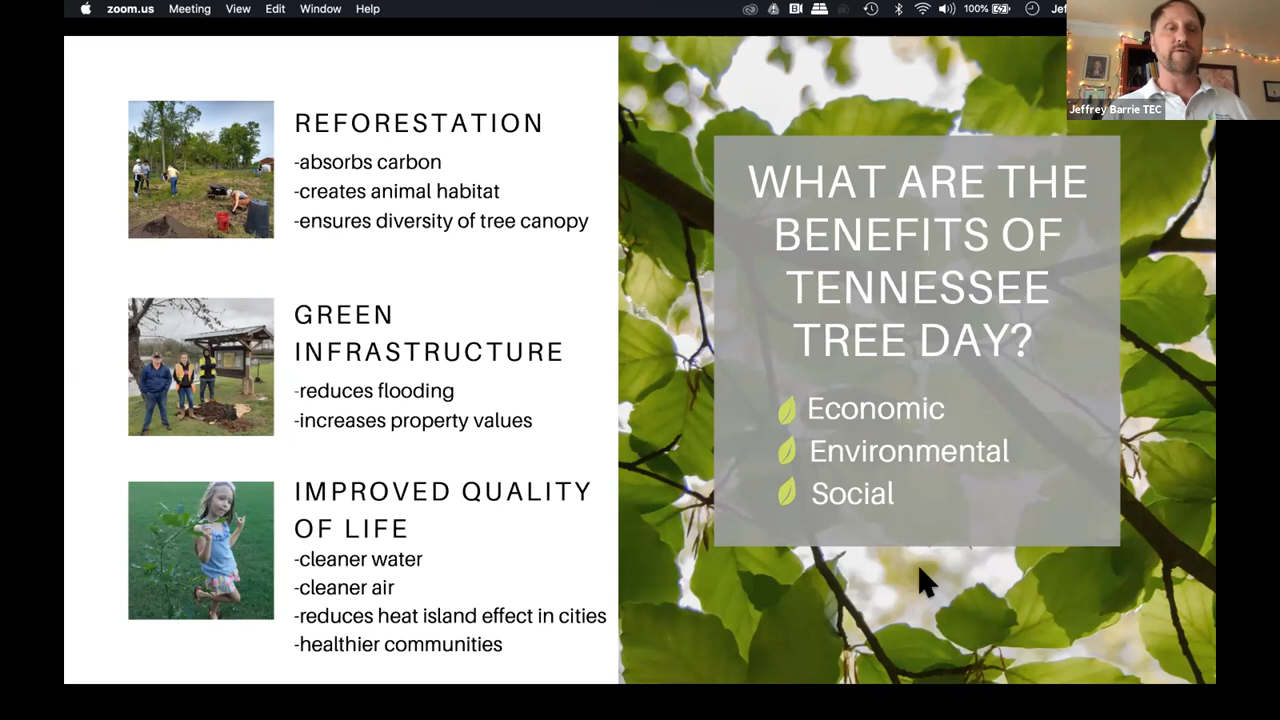 zoom.us Meeting View Edit Window Help
100%
Jeffrey Barrie TEC
REFORESTATION
-absorbs carbon
-creates animal habitat
-ensures diversity of tree canopy
GREEN
INFRASTRUCTURE
-reduces flooding
-increases property values
IMPROVED QUALITY
OF LIFE
-cleaner water
-cleaner air
-reduces heat island effect in cities
-healthier communities
WHAT ARE THE
BENEFITS OF
TENNESSEE
TREE DAY?
Economic
Environmental
Social